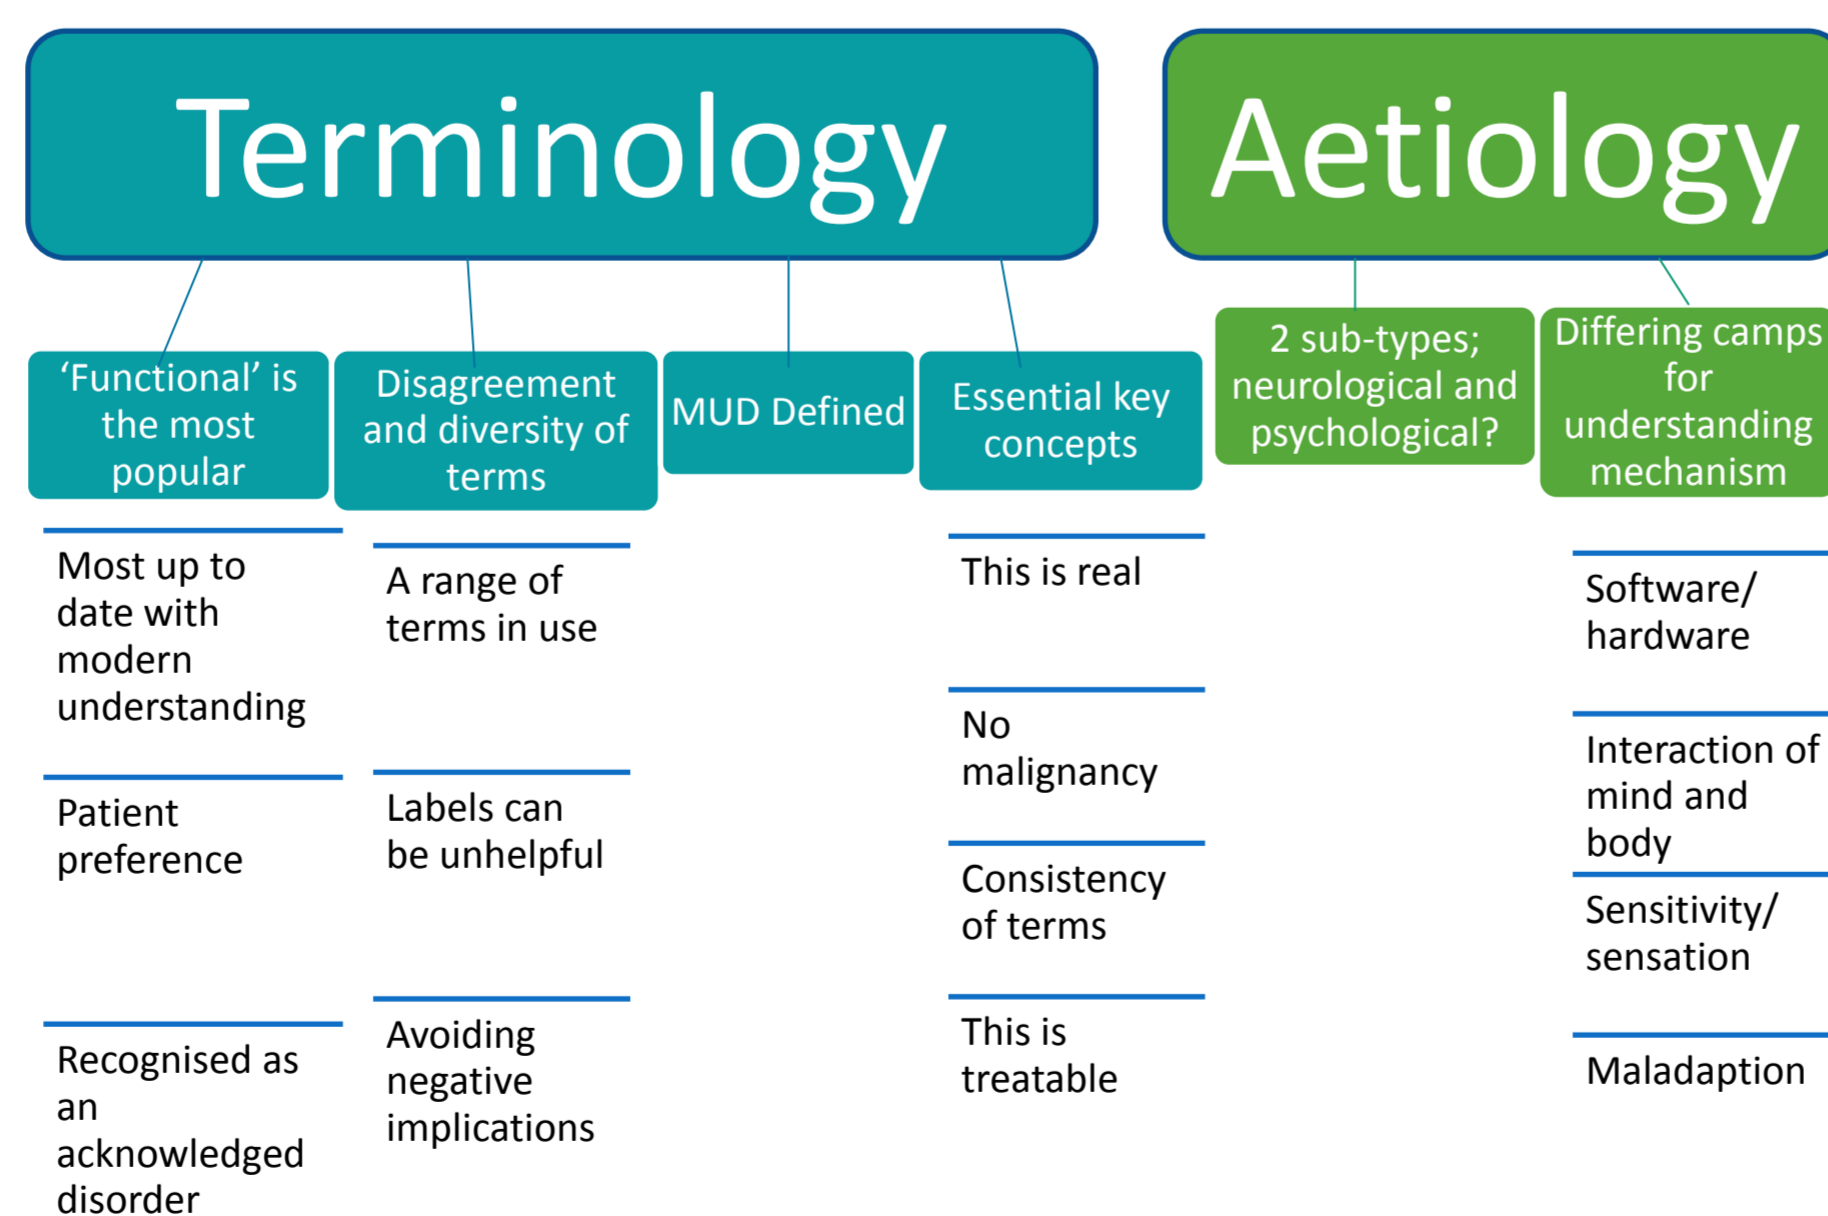 Terminology
Aetiology
‘Functional’ is
the most
popular
Disagreement
and diversity of
terms
MUD Defined
Essential key
concepts
2 sub-types;
neurological and
psychological?
Differing camps
for
understanding
mechanism
Most up to
date with
modern
understanding
Patient
preference
Recognised as
an
acknowledged
disorder
A range of
terms in use
Labels can
be unhelpful
Avoiding
negative
implications
This is real
No
malignancy
Consistency
of terms
This is
treatable
Software/
hardware
Interaction of
mind and
body
Sensitivity/
sensation
Maladaption